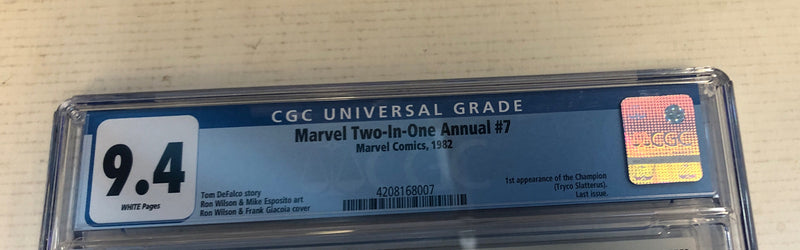 CGC UNIVERSAL GRADE
9.4
WHITE Pages
Marvel Two-In-One Annual #7
Marvel Comics, 1982
Tom DeFalco story
Ron Wilson & Mike Esposito art
Ron Wilson & Frank Giacoia cover
4208168007
1st appearance of the Champion
(Tryco Slatterus).
Last issue.
CGC